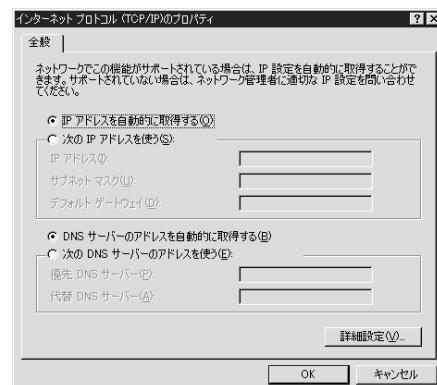 インターネット プロトコル (TCP/IP)のプロパティ
全般
ネットワークでこの機能がサポートされている場合は、IP 設定を自動的に取得することがで
きます。サポートされていない場合は、ネットワーク管理者に適切な IP 設定を問い合わせ
てください。
IP アドレスを自動的に取得する(O)
次の IP アドレスを使う(S):
IP アドレス(I):
サブネット マスク(U):
デフォルト ゲートウェイ(D):
DNS サーバーのアドレスを自動的に取得する(B)
次の DNS サーバーのアドレスを使う(E):
優先 DNS サーバー(P):
代替 DNS サーバー(A):
詳細設定(V)...
OK
キャンセル